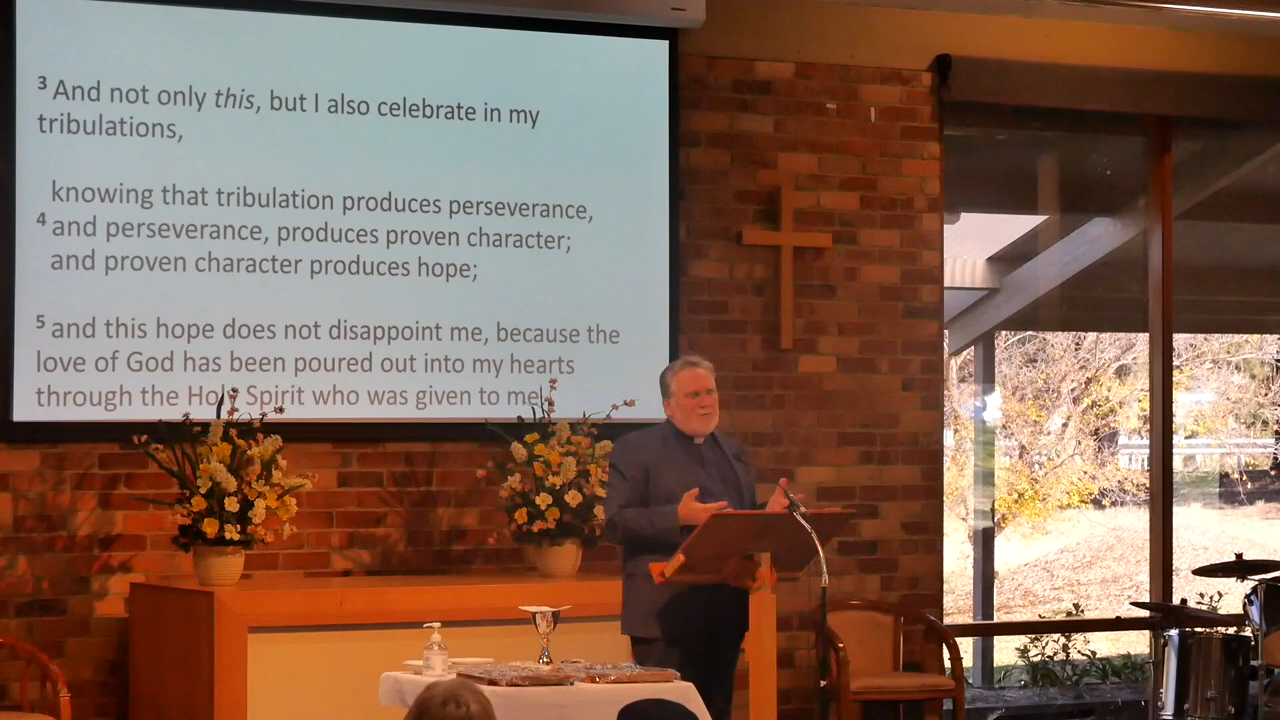 3 And not only this, but I also celebrate in my
tribulations,
knowing that tribulation produces perseverance,
4 and perseverance, produces proven character;
and proven character produces hope;
5 and this hope does not disappoint me, because the
love of God has been poured out into my hearts
through the Holy Spirit who was given to me